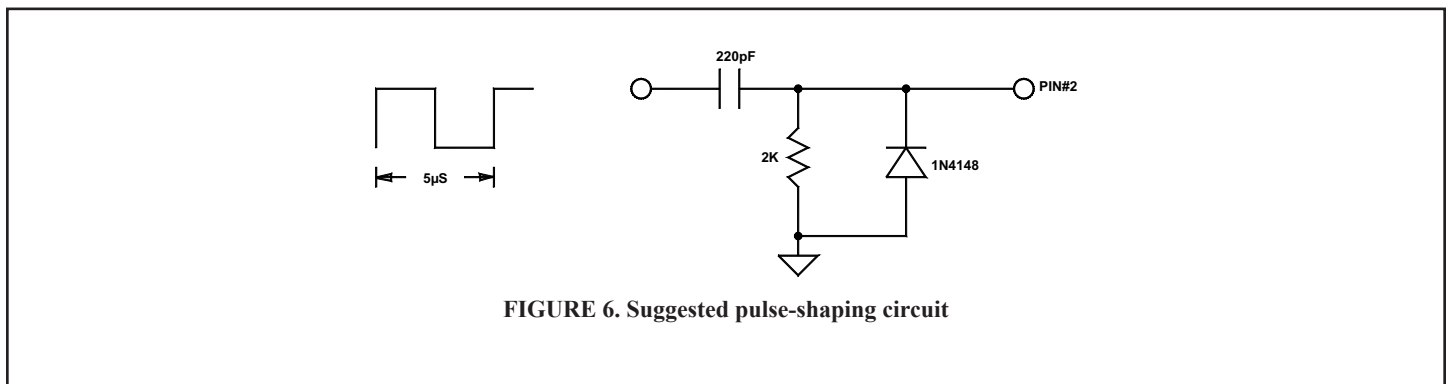 220pF
PIN#2
2K
1N4148
5µS
FIGURE 6. Suggested pulse-shaping circuit